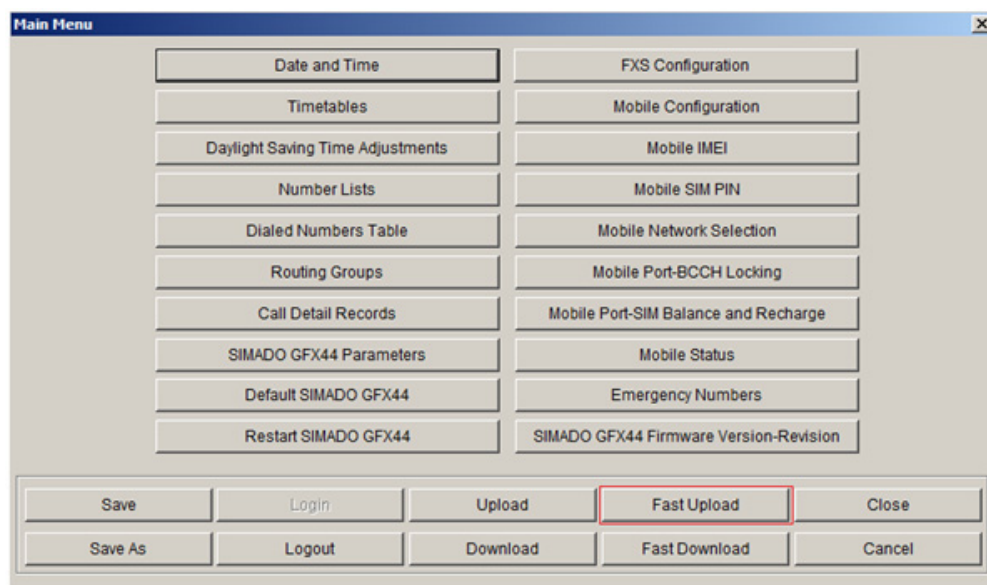 Main Menu
Date and Time
FXS Configuration
Timetables
Mobile Configuration
Daylight Saving Time Adjustments
Mobile IMEI
Number Lists
Mobile SIM PIN
Dialed Numbers Table
Mobile Network Selection
Routing Groups
Mobile Port-BCCH Locking
Call Detail Records
Mobile Port-SIM Balance and Recharge
SIMADO GFX44 Parameters
Mobile Status
Default SIMADO GFX44
Emergency Numbers
Restart SIMADO GFX44
SIMADO GFX44 Firmware Version-Revision
Save
Login
Upload
Fast Upload
Close
Save As
Logout
Download
Fast Download
Cancel